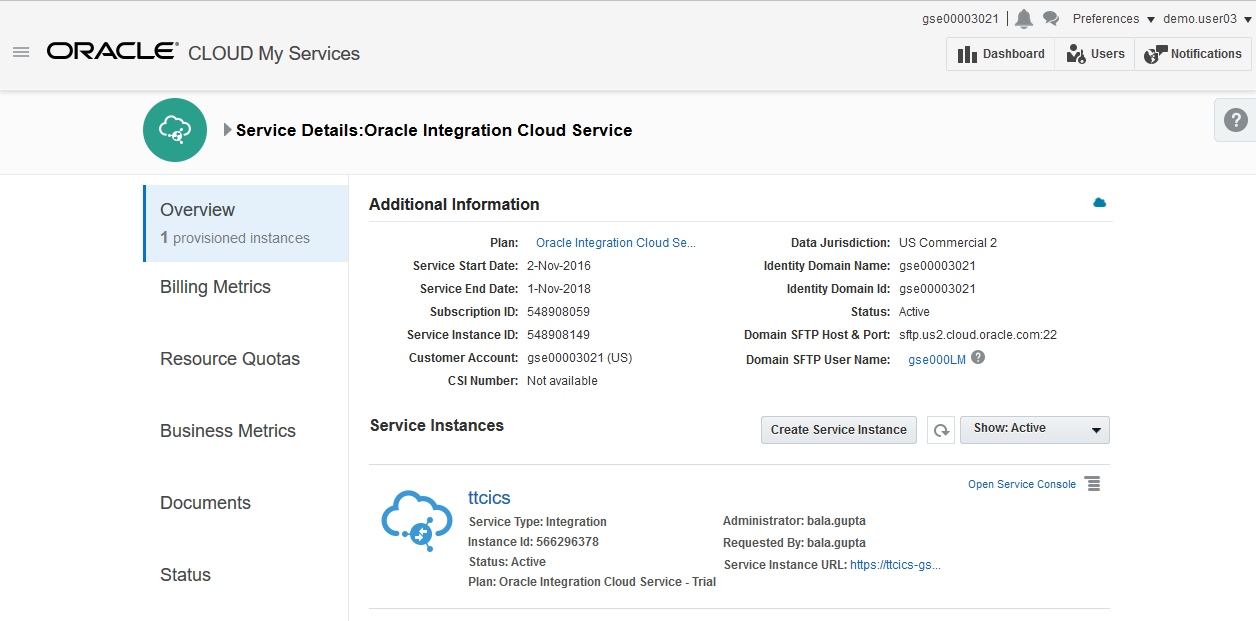 gse00003021 Preferences demo.user03
ORACLE® CLOUD My Services
Dashboard Users Notifications
Service Details:Oracle Integration Cloud Service
?
Overview
1 provisioned instances
Billing Metrics
Resource Quotas
Business Metrics
Documents
Status
Additional Information
Plan: Oracle Integration Cloud Se...
Service Start Date: 2-Nov-2016
Service End Date: 1-Nov-2018
Subscription ID: 548908059
Service Instance ID: 548908149
Customer Account: gse00003021 (US)
CSI Number: Not available
Data Jurisdiction: US Commercial 2
Identity Domain Name: gse00003021
Identity Domain Id: gse00003021
Status: Active
Domain SFTP Host & Port: sftp.us2.cloud.oracle.com:22
Domain SFTP User Name: gse000LM ?
Service Instances
Create Service Instance Show: Active
Open Service Console
ttcics
Service Type: Integration
Instance Id: 566296378
Status: Active
Plan: Oracle Integration Cloud Service - Trial
Administrator: bala.gupta
Requested By: bala.gupta
Service Instance URL: https://ttcics-gs...